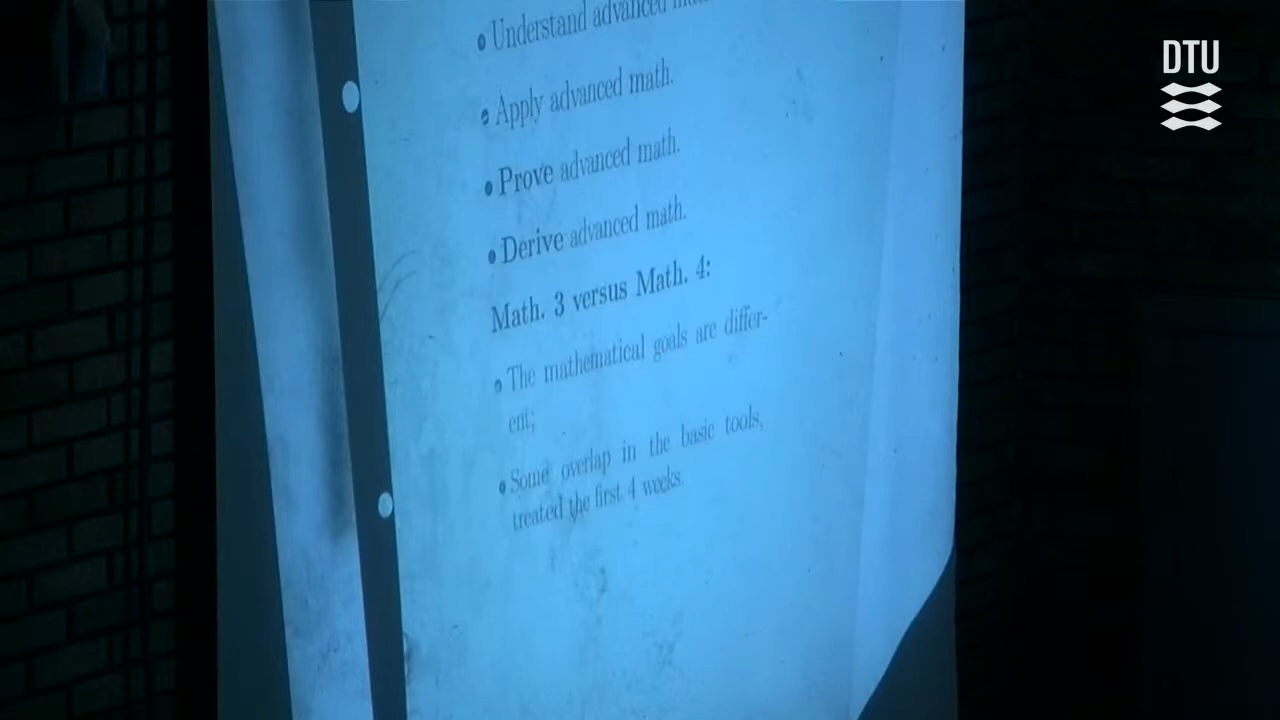 • Understand advanced
• Apply advanced math.
• Prove advanced math.
• Derive advanced math.
Math. 3 versus Math. 4:
• The mathematical goals are differ-
ent;
• Some overlap in the basic tools,
treated the first 4 weeks.
DTU